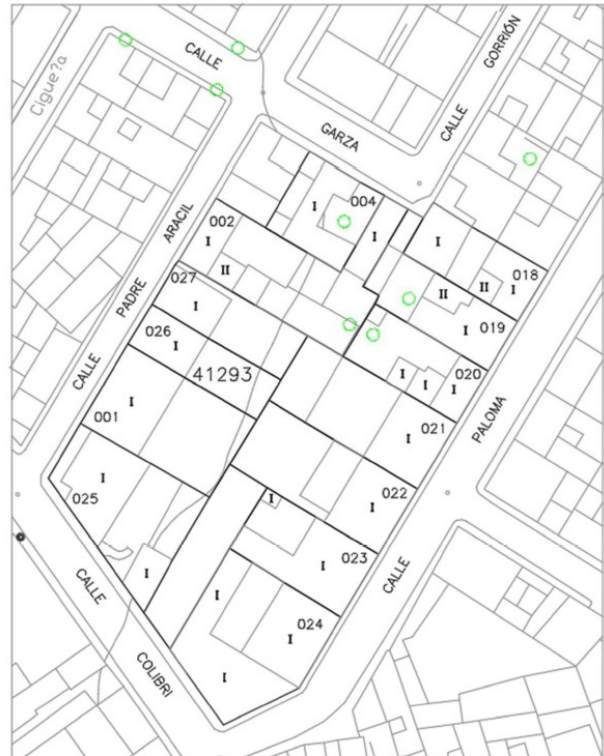 Cigue?a
CALLE
GARZA
CALLE
GORRIÓN
CALLE
PADRE
ARACIL
002
I
II
I
004
I
I
II
018
I
II
019
I
027
I
026
I
41293
I
I
020
I
001
I
021
I
025
I
022
I
I
023
I
I
I
024
I
I
CALLE
COLIBRI
CALLE
PALOMA